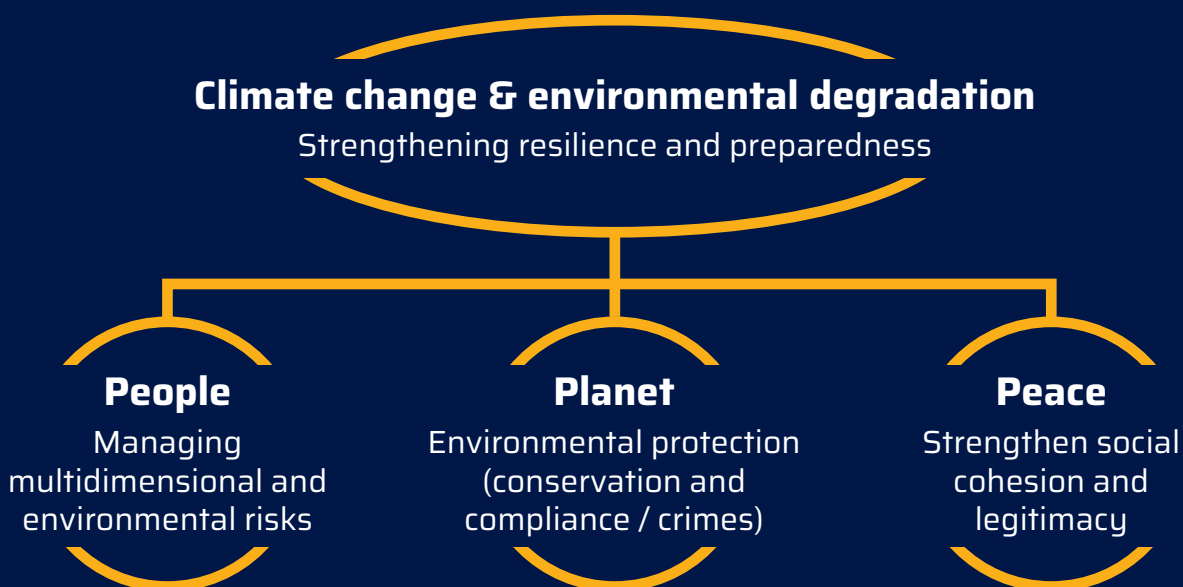 Climate change & environmental degradation
Strengthening resilience and preparedness
People
Managing
multidimensional and
environmental risks
Planet
Environmental protection
(conservation and
compliance / crimes)
Peace
Strengthen social
cohesion and
legitimacy